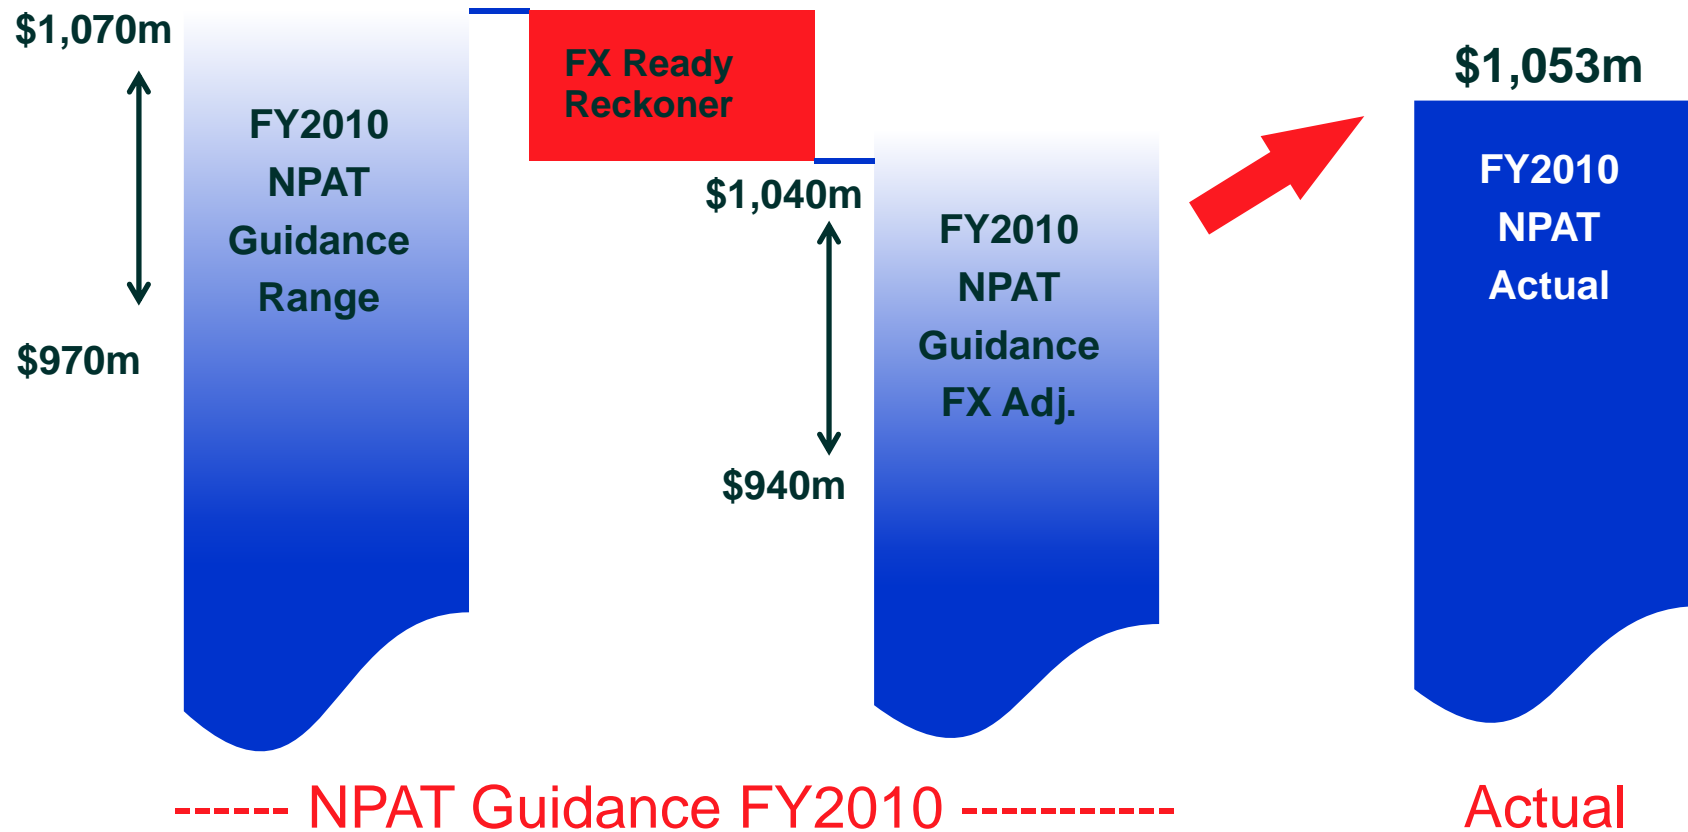 $1,070m
$970m
FY2010
NPAT
Guidance
Range
FX Ready
Reckoner
$1,040m
$940m
FY2010
NPAT
Guidance
FX Adj.
$1,053m
FY2010
NPAT
Actual
------ NPAT Guidance FY2010 -----------
Actual